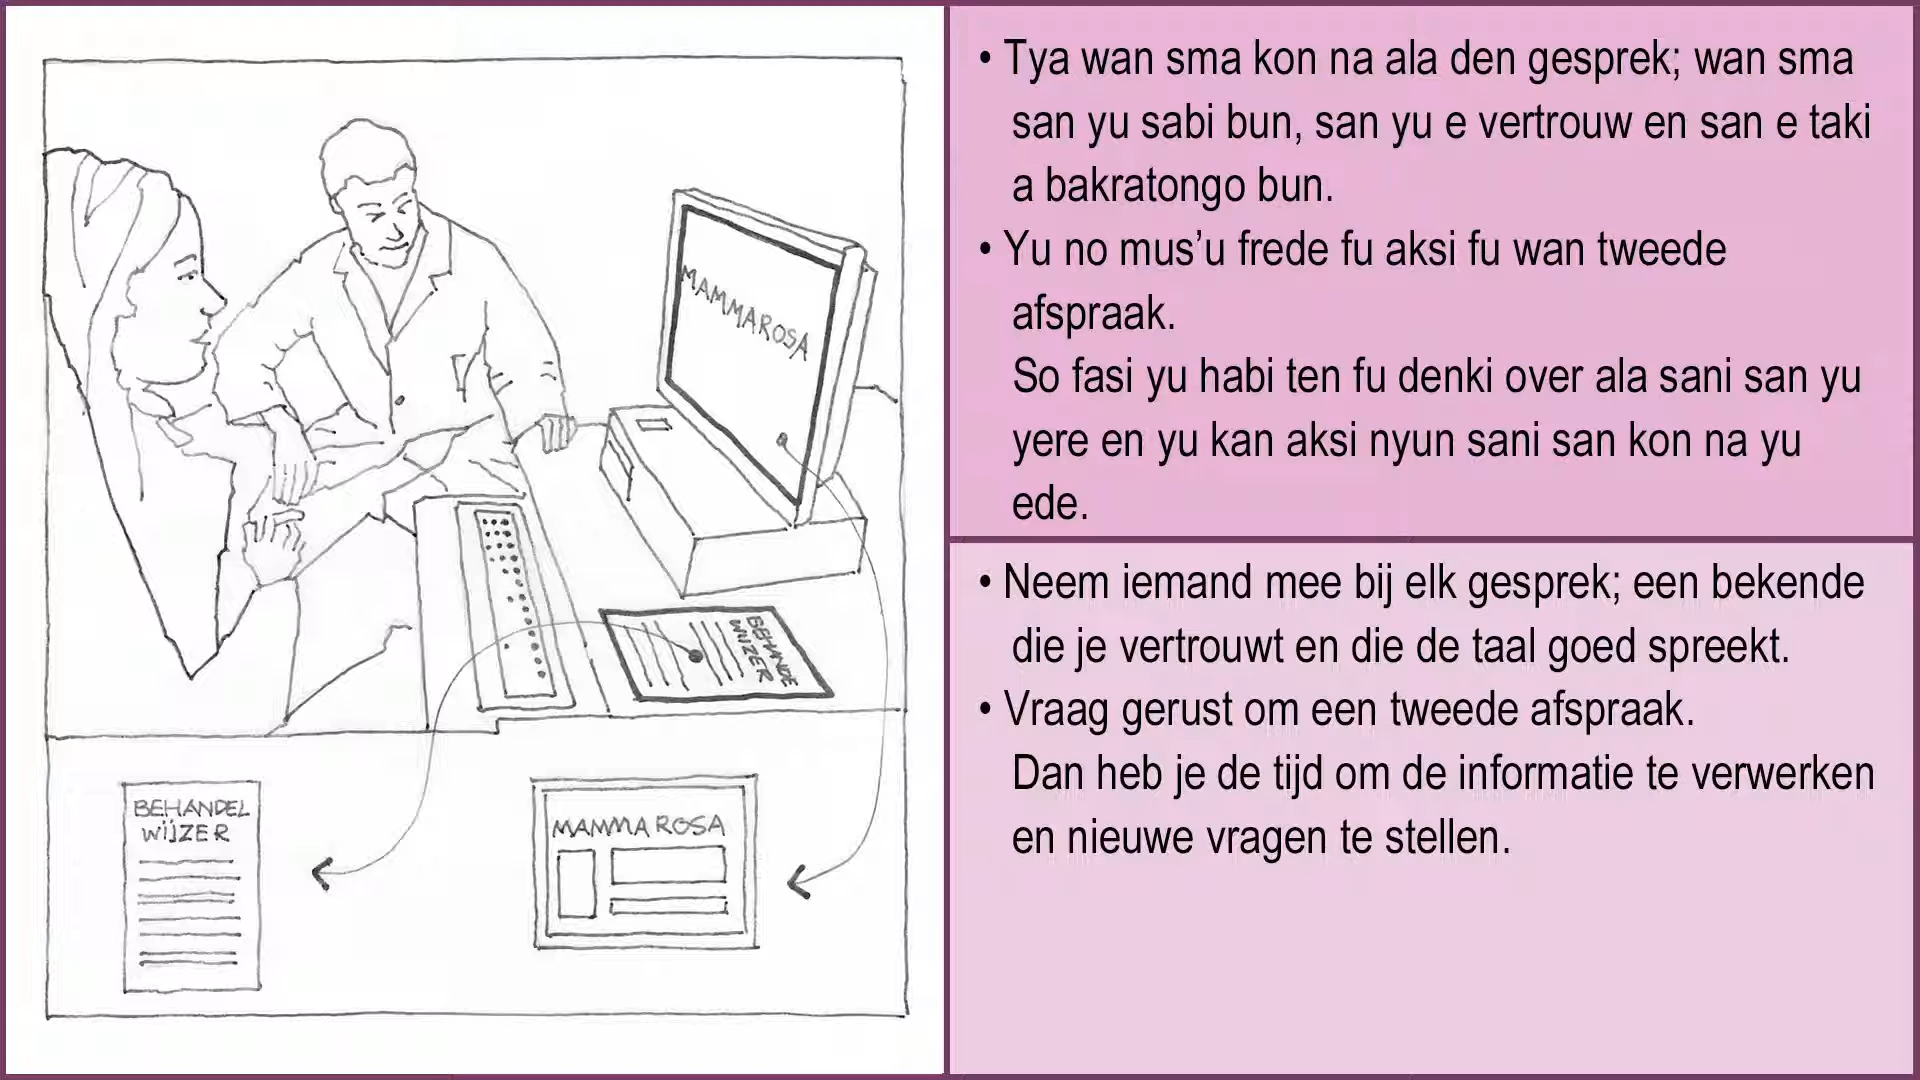 MAMMAROSA
BEHANDEL
WIJZER
BEHANDEL
WIJZER
MAMMA ROSA
• Tya wan sma kon na ala den gesprek; wan sma
san yu sabi bun, san yu e vertrouw en san e taki
a bakratongo bun.
• Yu no mus’u frede fu aksi fu wan tweede
afspraak.
So fasi yu habi ten fu denki over ala sani san yu
yere en yu kan aksi nyun sani san kon na yu
ede.
• Neem iemand mee bij elk gesprek; een bekende
die je vertrouwt en die de taal goed spreekt.
• Vraag gerust om een tweede afspraak.
Dan heb je de tijd om de informatie te verwerken
en nieuwe vragen te stellen.